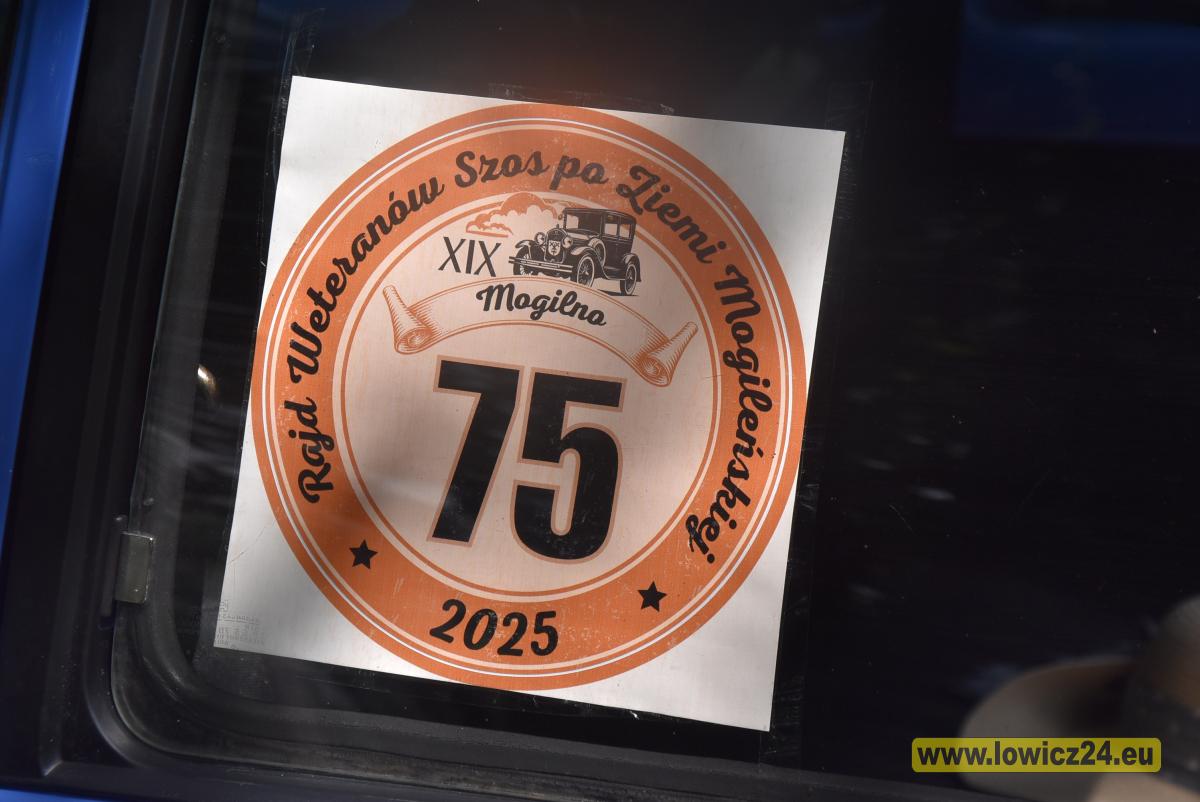 Rajd Weteranów Szos po Ziemi Mogileńskiej
XIX
Mogilno
75
2025
www.lowicz24.eu